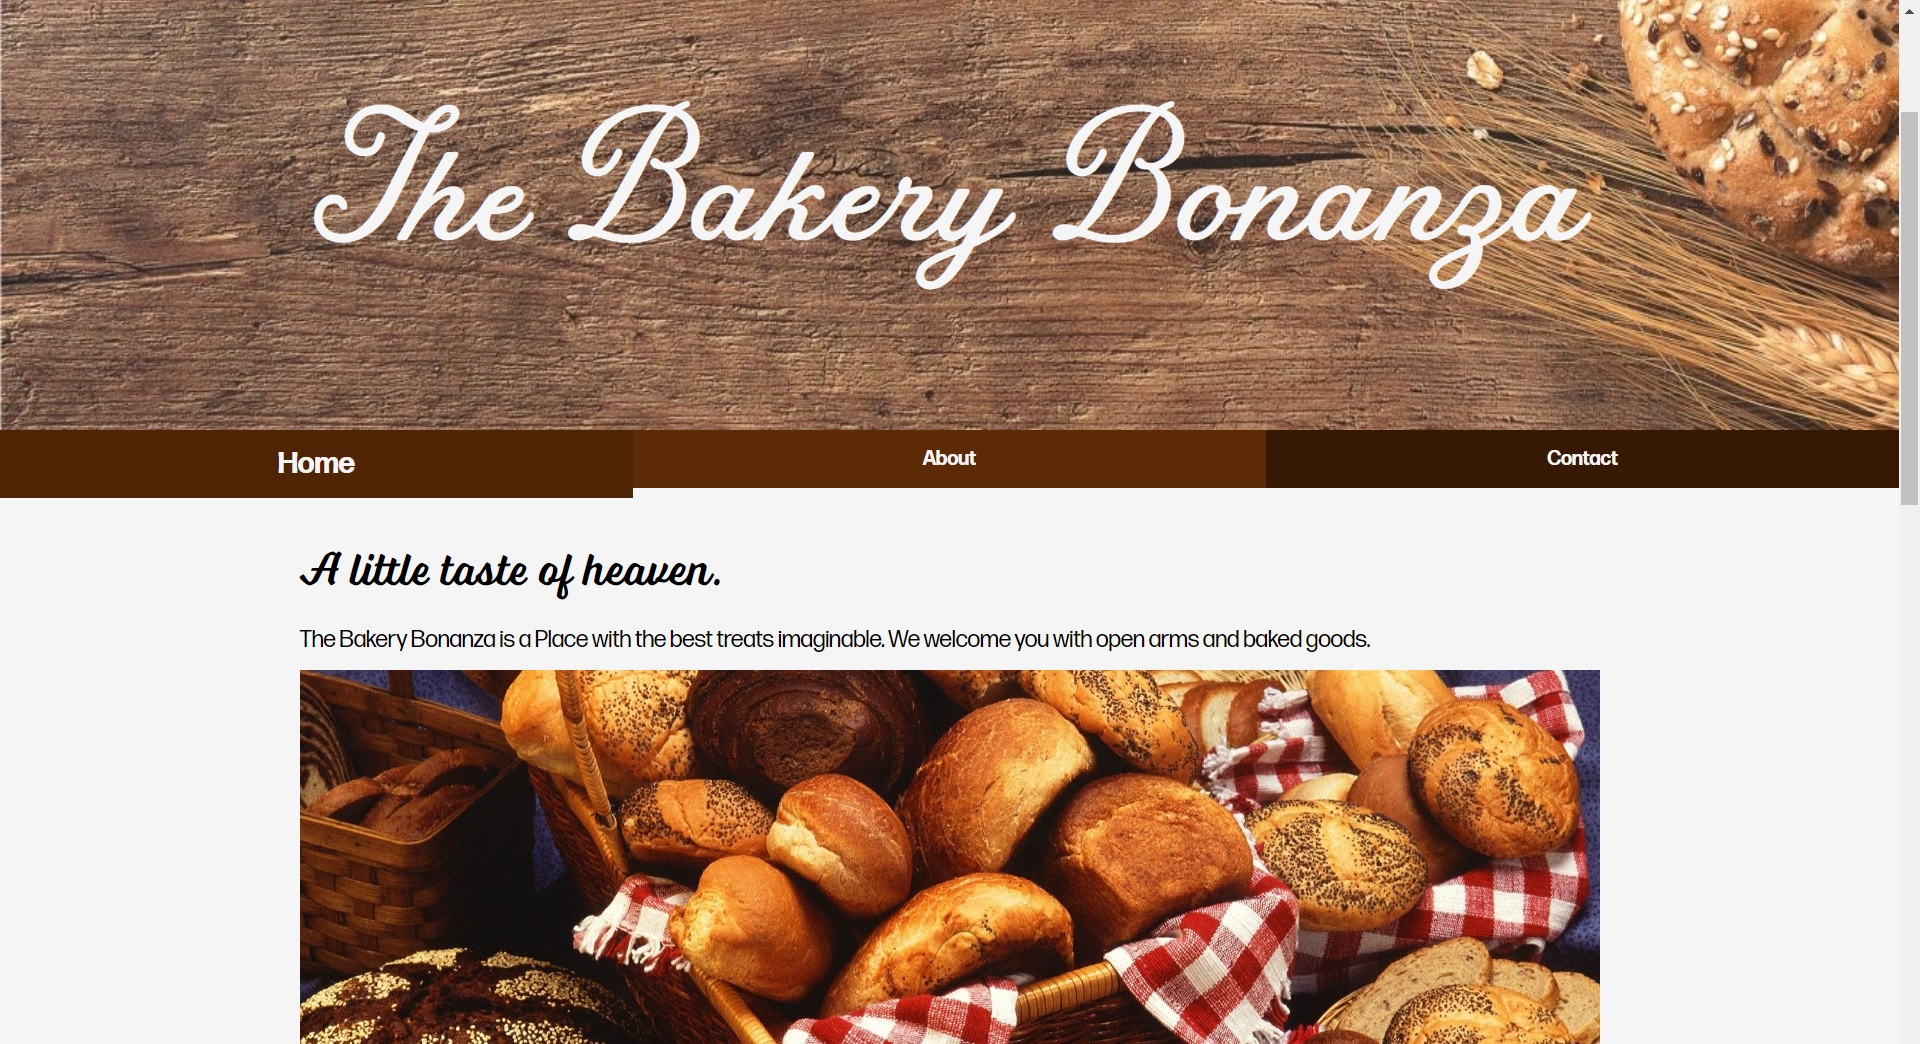 The Bakery Bonanza
Home
About
Contact
A little taste of heaven.
The Bakery Bonanza is a Place with the best treats imaginable. We welcome you with open arms and baked goods.